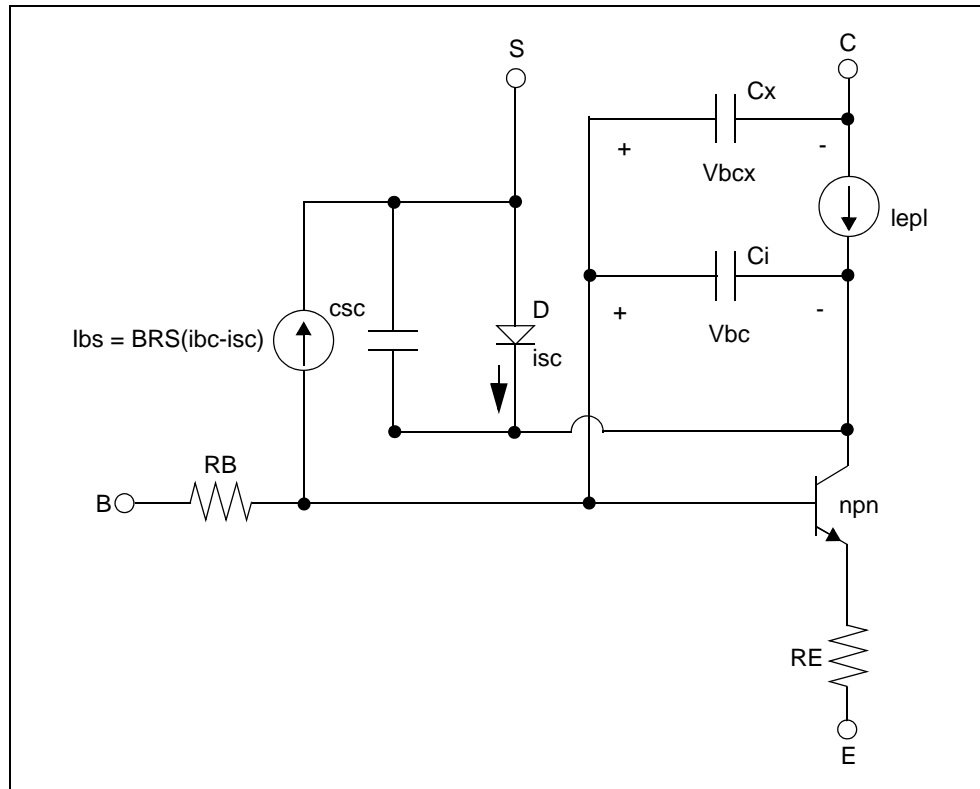 S
C
Cx
+
-
Vbcx
Iepl
Ci
csc
D
+
-
Ibs = BRS(ibc-isc)
isc
Vbc
RB
B
npn
RE
E